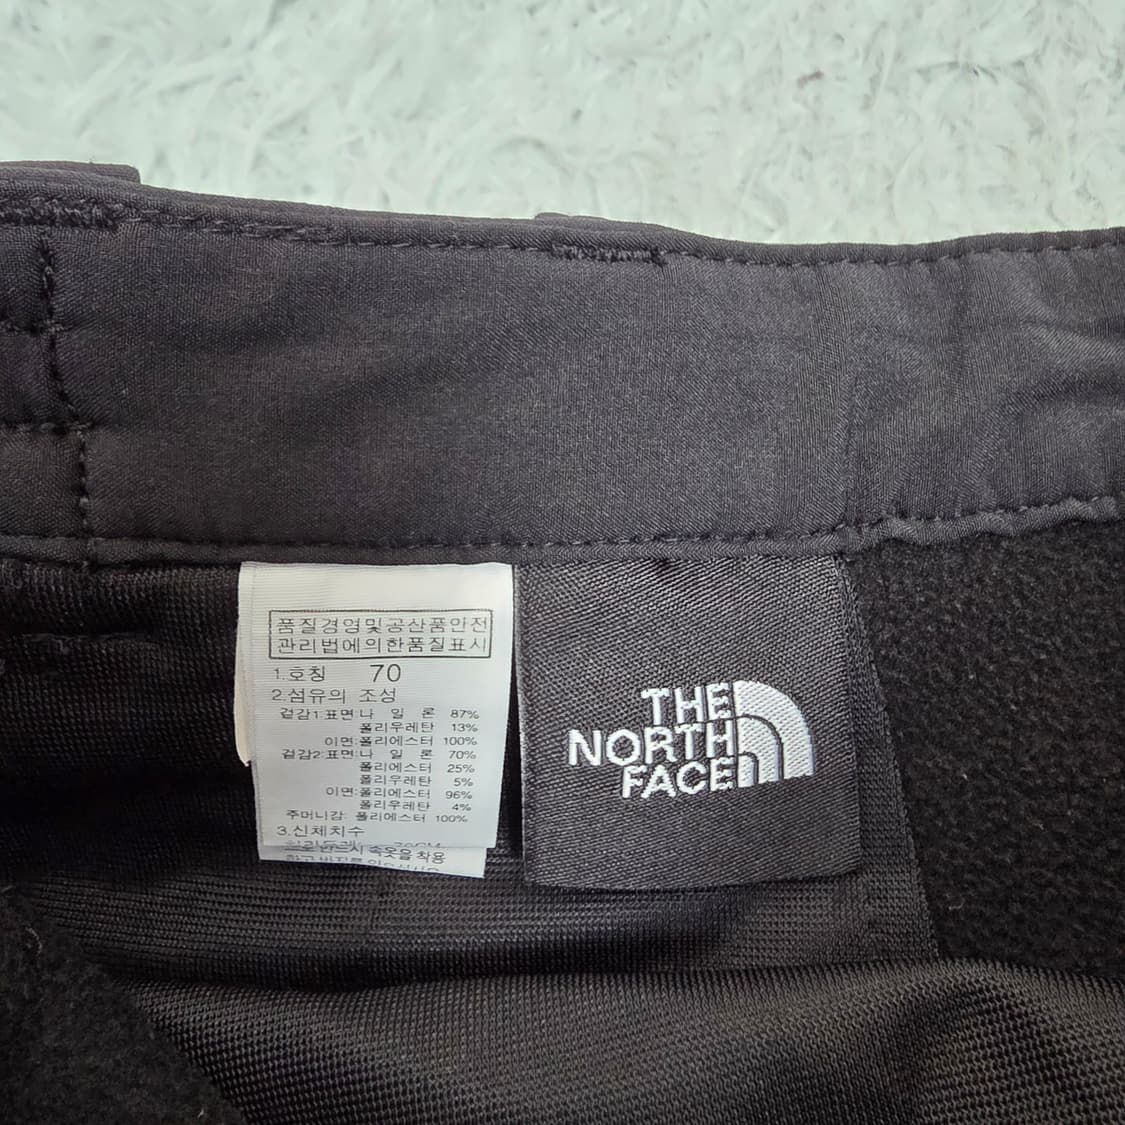 품질경영및공산품안전
관리법에의한품질표시
1.호칭 70
2.섬유의 조성
겉감1:표면:나 일 론 87%
폴리우레탄 13%
이면:폴리에스터 100%
겉감2:표면:나 일 론 70%
폴리에스터 25%
폴리우레탄 5%
이면:폴리에스터 96%
폴리우레탄 4%
주머니감: 폴리에스터 100%
3.신체치수
속옷을 착용
THE
NORTH
FACE